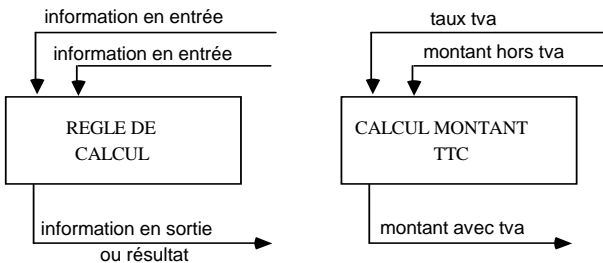 information en entrée
information en entrée
REGLE DE
CALCUL
information en sortie
ou résultat
taux tva
montant hors tva
CALCUL MONTANT
TTC
montant avec tva